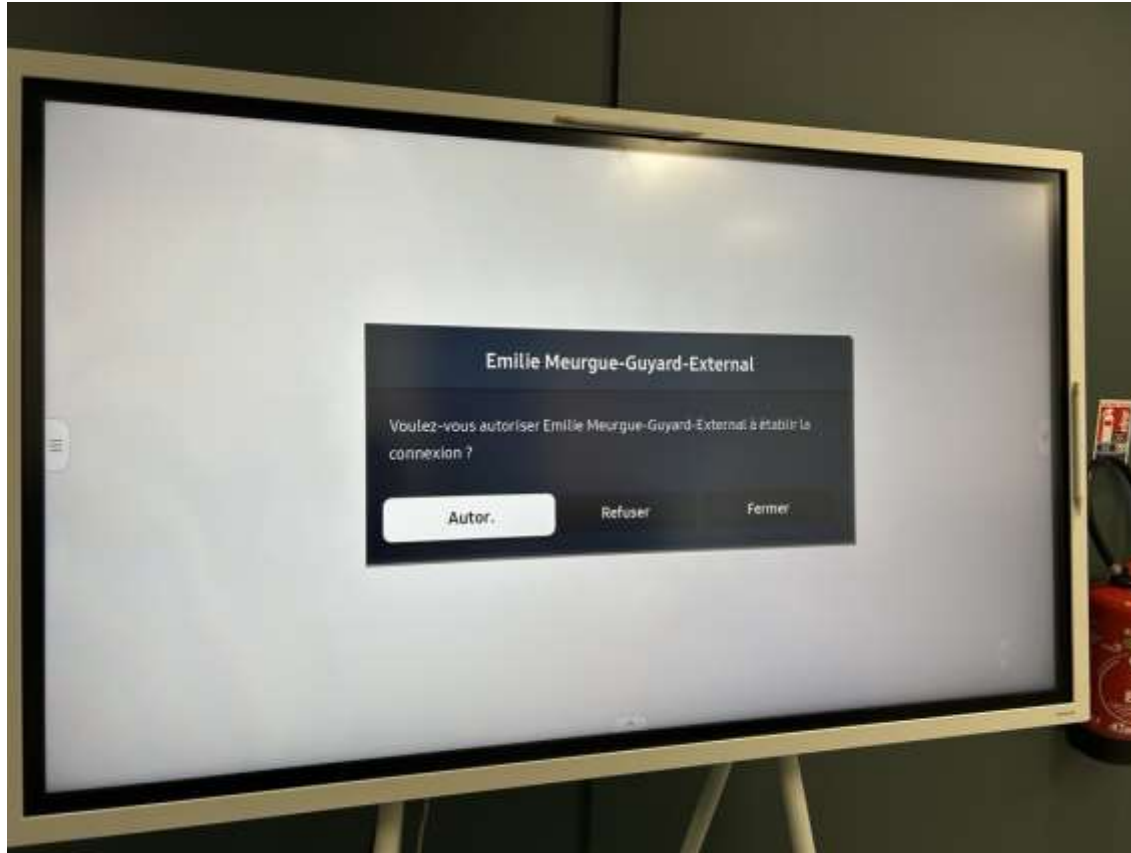 Emilie Meurgue-Guyard-External
Voulez-vous autoriser Emilie Meurgue-Guyard-External à établir la
connexion ?
Autor.
Refuser
Fermer